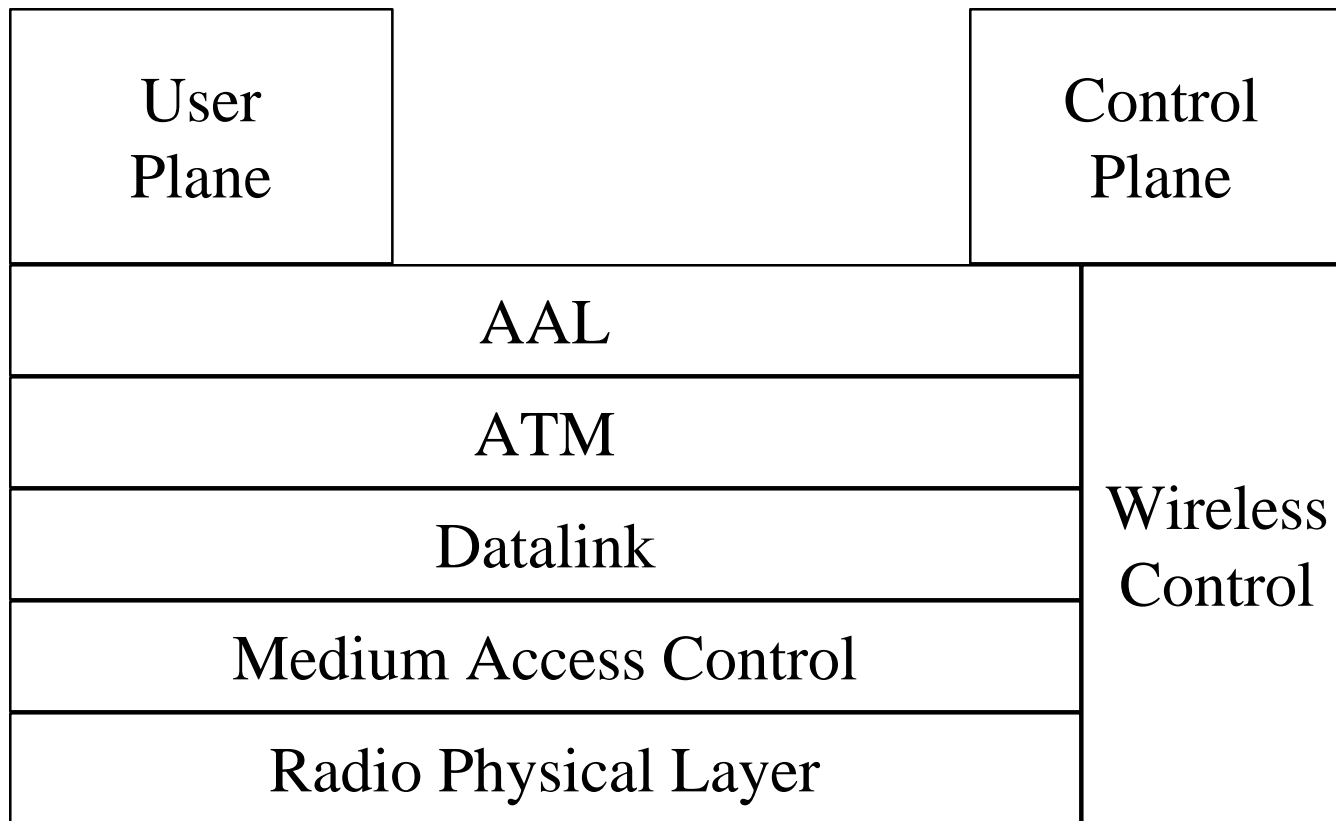 User
Plane
Control
Plane
AAL
ATM
Datalink
Medium Access Control
Radio Physical Layer
Wireless
Control